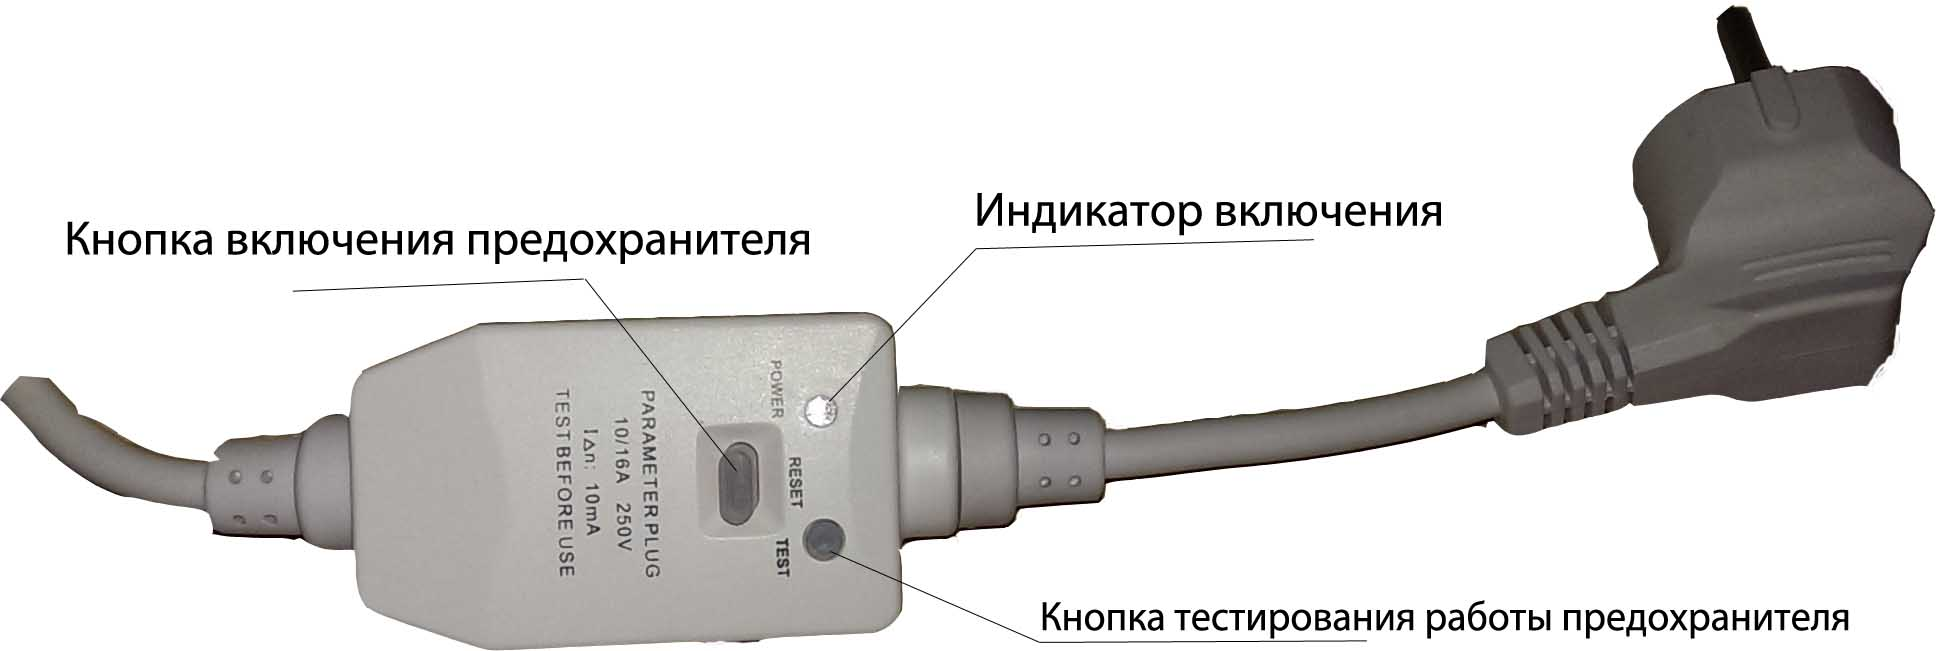 Индикатор включения
Кнопка включения предохранителя
POWER
RESET
TEST
PARAMETER PLUG
10/16A 250V
I∆n: 10mA
TEST BEFORE USE
Кнопка тестирования работы предохранителя